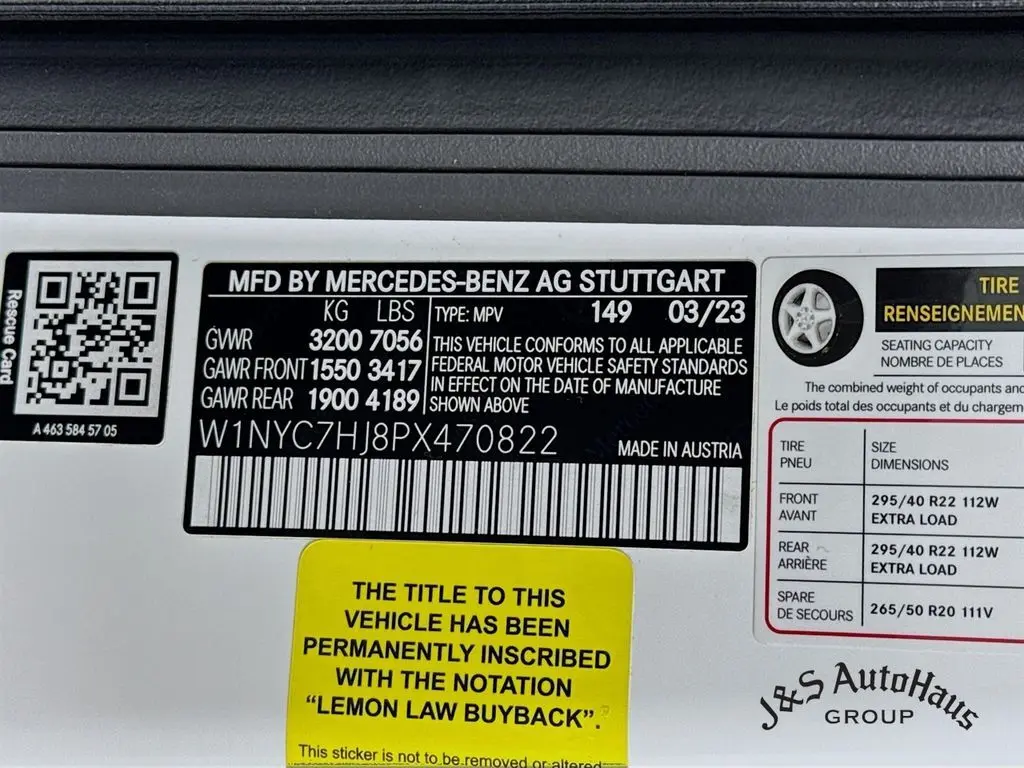 Rescue Card
A 463 584 57 05
MFD BY MERCEDES-BENZ AG STUTTGART
KG LBS
GVWR 3200 7056
GAWR FRONT 1550 3417
GAWR REAR 1900 4189
TYPE: MPV 149 03/23
THIS VEHICLE CONFORMS TO ALL APPLICABLE
FEDERAL MOTOR VEHICLE SAFETY STANDARDS
IN EFFECT ON THE DATE OF MANUFACTURE
SHOWN ABOVE
W1NYC7HJ8PX470822 MADE IN AUSTRIA
TIRE
RENSEIGNEMEN
SEATING CAPACITY
NOMBRE DE PLACES
The combined weight of occupants and
Le poids total des occupants et du chargem
TIRE SIZE
PNEU DIMENSIONS
FRONT 295/40 R22 112W
AVANT EXTRA LOAD
REAR 295/40 R22 112W
ARRIÈRE EXTRA LOAD
SPARE
DE SECOURS 265/50 R20 111V
THE TITLE TO THIS
VEHICLE HAS BEEN
PERMANENTLY INSCRIBED
WITH THE NOTATION
“LEMON LAW BUYBACK”.
This sticker is not to be removed or altered
J&S AutoHaus
GROUP